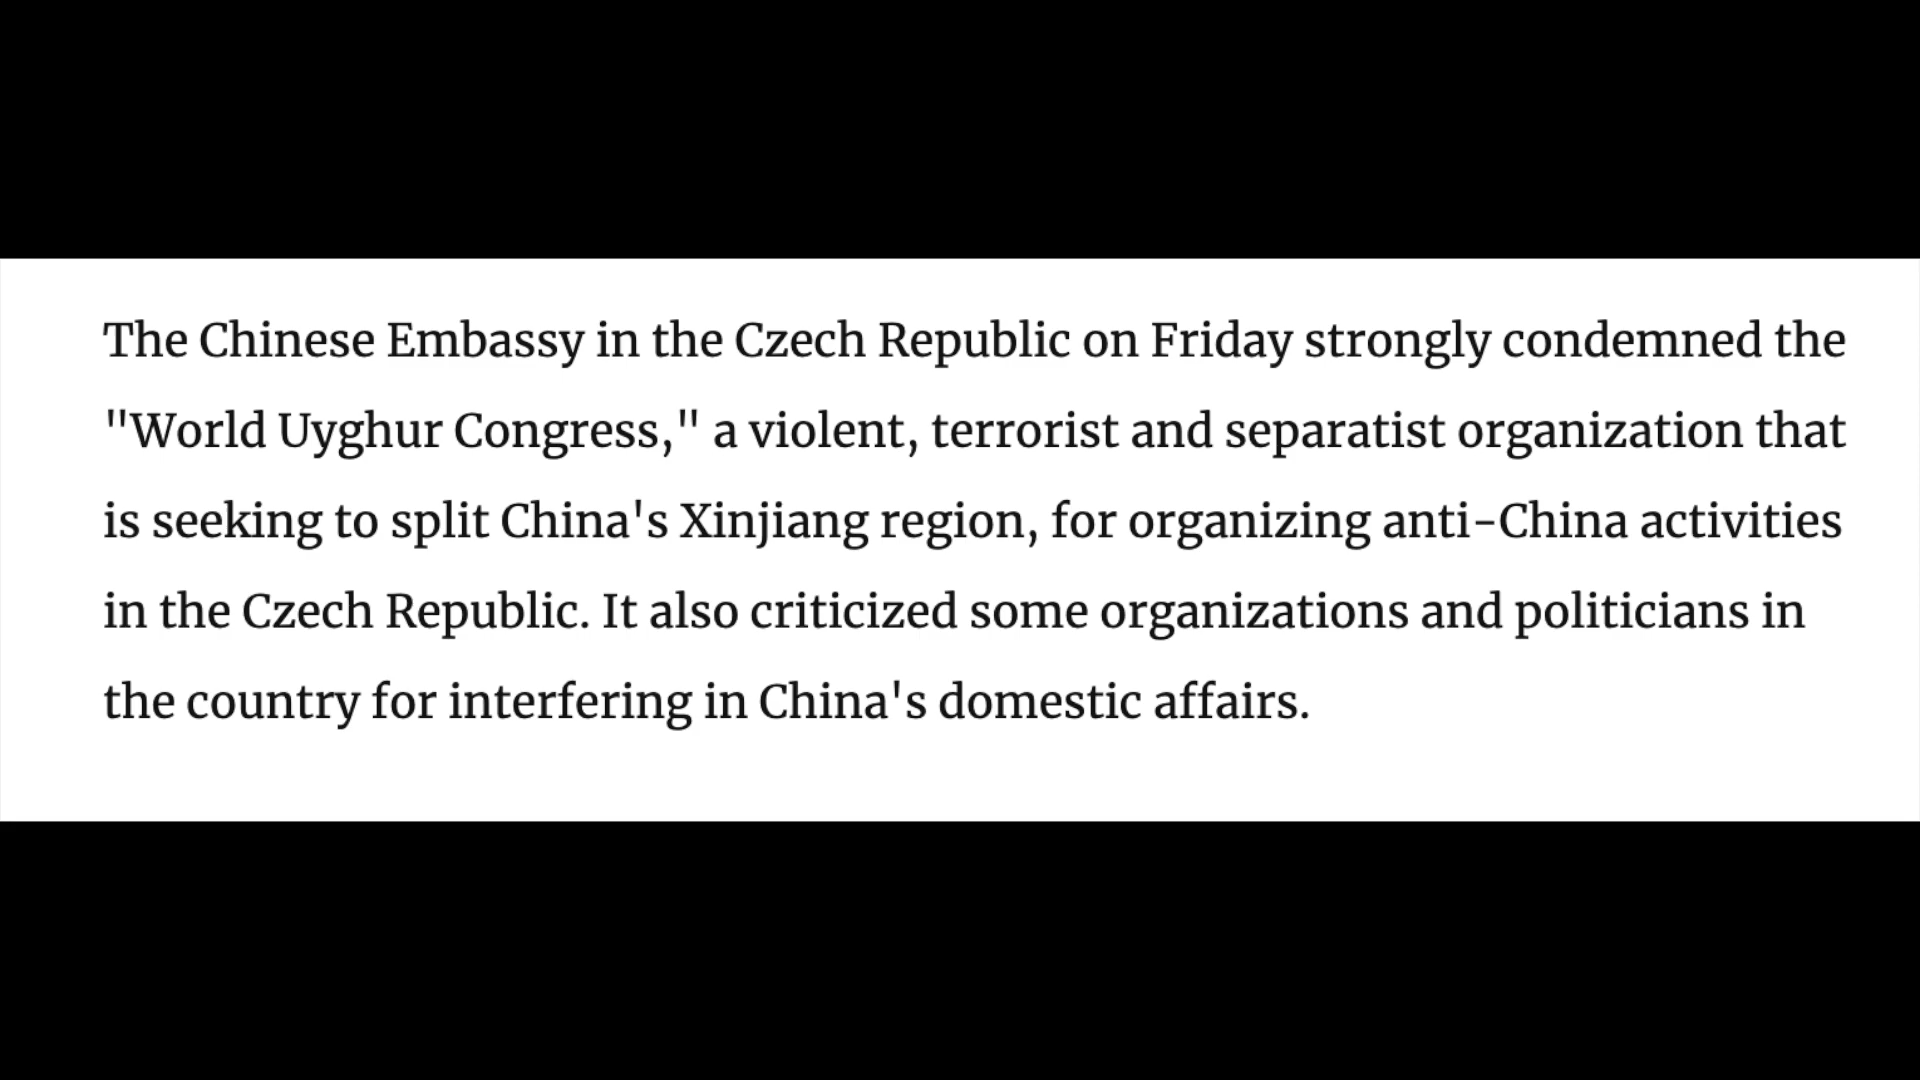 The Chinese Embassy in the Czech Republic on Friday strongly condemned the
"World Uyghur Congress," a violent, terrorist and separatist organization that
is seeking to split China's Xinjiang region, for organizing anti-China activities
in the Czech Republic. It also criticized some organizations and politicians in
the country for interfering in China's domestic affairs.